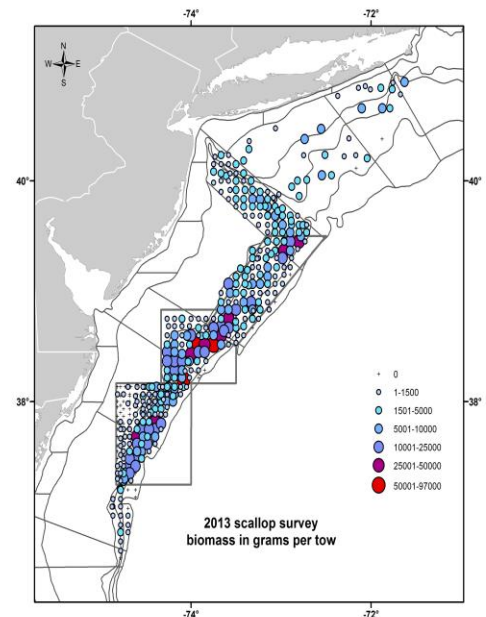 -74° -72°
N
W E
S
40° 40°
0
1-1500
38° 1501-5000 38°
5001-10000
10001-25000
25001-50000
50001-97000
2013 scallop survey
biomass in grams per tow
-74° -72°